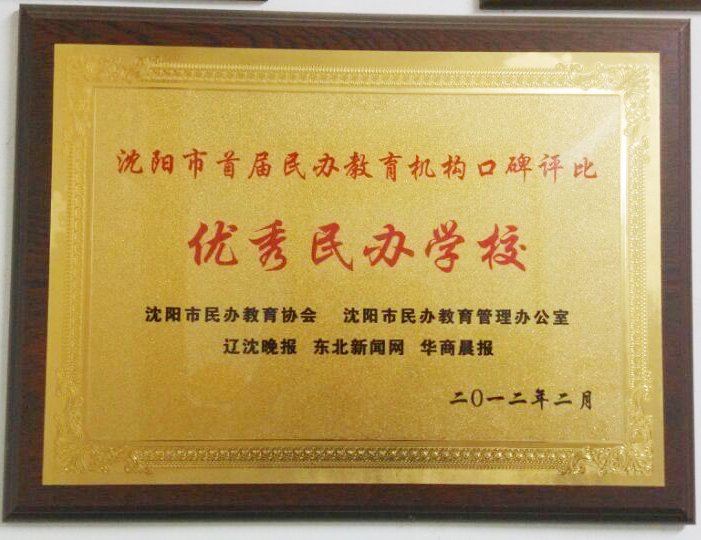 沈阳市首届民办教育机构口碑评比
优秀民办学校
沈阳市民办教育协会 沈阳市民办教育管理办公室
辽沈晚报 东北新闻网 华商晨报
二〇一二年二月